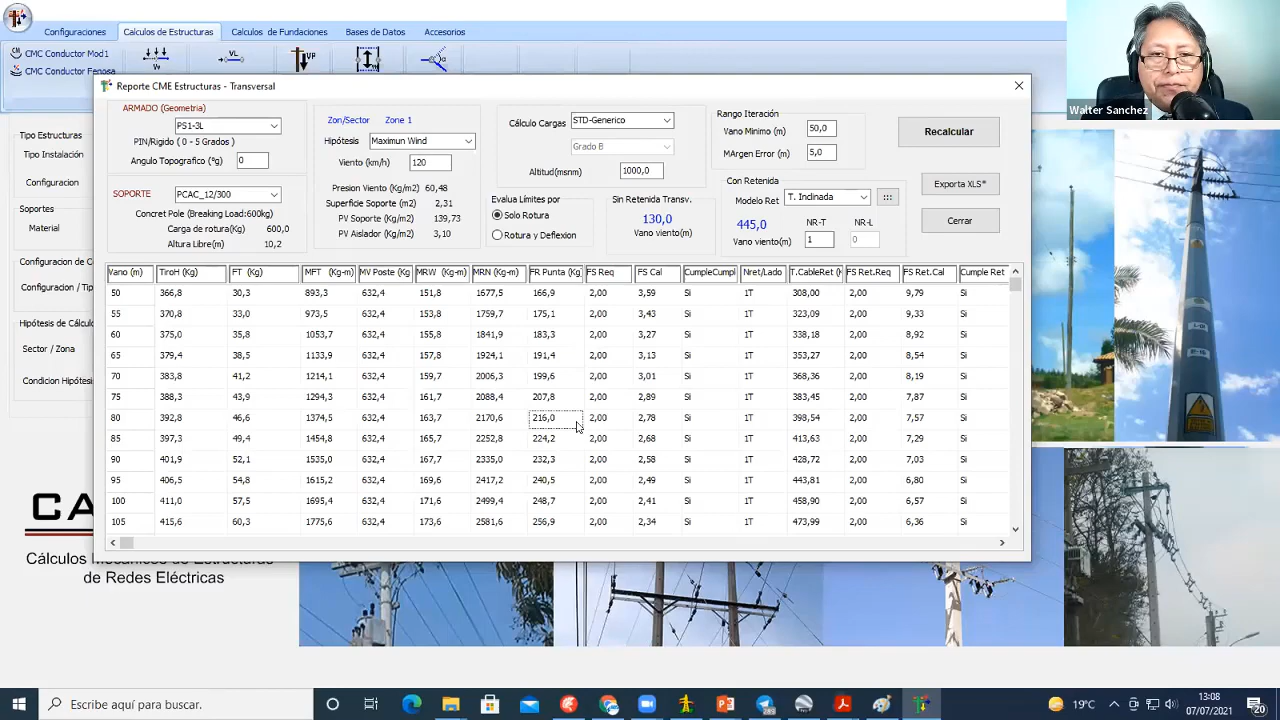 Configuraciones Calculos de Estructuras Calculos de Fundaciones Bases de Datos Accesorios
CMC Conductor Mod1
CMC Conductor Fenosa
Walter Sanchez
Reporte CME Estructuras - Transversal
Tipo Estructuras
Tipo Instalación
Configuracion
Soportes
Material
Configuracion de C
Configuracion / Tip
Hipótesis de Cálculo
Sector / Zona
Condicion Hipótesis
ARMADO (Geometria)
PS1-3L
PIN/Rigido ( 0 - 5 Grados )
Angulo Topografico (°g) 0
SOPORTE PCAC_12/300
Concret Pole (Breaking Load:600kg)
Carga de rotura(Kg) 600,0
Altura Libre(m) 10,2
Zon/Sector Zone 1
Hipótesis Maximun Wind
Viento (km/h) 120
Presion Viento (Kg/m2) 60,48
Superficie Soporte (m2) 2,31
PV Soporte (Kg/m2) 139,73
PV Aislador (Kg/m2) 3,10
Cálculo Cargas STD-Generico
Grado B
Altitud(msnm) 1000,0
Evalua Límites por
Solo Rotura
Rotura y Deflexion
Sin Retenida Transv.
130,0
Vano viento(m)
Rango Iteración
Vano Minimo (m) 50,0
MArgen Error (m) 5,0
Con Retenida
Modelo Ret T. Inclinada
445,0 NR-T NR-L
Vano viento(m) 1 0
Recalcular
Exporta XLS*
Cerrar
Vano (m) TiroH (Kg) FT (Kg) MFT (Kg-m) MV Poste (Kg MRW (Kg-m) MRN (Kg-m) FR Punta (Kg) FS Req FS Cal CumpleCumpl Nret/Lado T.CableRet (K FS Ret.Req FS Ret.Cal Cumple Ret
50 366,8 30,3 893,3 632,4 151,8 1677,5 166,9 2,00 3,59 Si 1T 308,00 2,00 9,79 Si
55 370,8 33,0 973,5 632,4 153,8 1759,7 175,1 2,00 3,43 Si 1T 323,09 2,00 9,33 Si
60 375,0 35,8 1053,7 632,4 155,8 1841,9 183,3 2,00 3,27 Si 1T 338,18 2,00 8,92 Si
65 379,4 38,5 1133,9 632,4 157,8 1924,1 191,4 2,00 3,13 Si 1T 353,27 2,00 8,54 Si
70 383,8 41,2 1214,1 632,4 159,7 2006,3 199,6 2,00 3,01 Si 1T 368,36 2,00 8,19 Si
75 388,3 43,9 1294,3 632,4 161,7 2088,4 207,8 2,00 2,89 Si 1T 383,45 2,00 7,87 Si
80 392,8 46,6 1374,5 632,4 163,7 2170,6 216,0 2,00 2,78 Si 1T 398,54 2,00 7,57 Si
85 397,3 49,4 1454,8 632,4 165,7 2252,8 224,2 2,00 2,68 Si 1T 413,63 2,00 7,29 Si
90 401,9 52,1 1535,0 632,4 167,7 2335,0 232,3 2,00 2,58 Si 1T 428,72 2,00 7,03 Si
95 406,5 54,8 1615,2 632,4 169,6 2417,2 240,5 2,00 2,49 Si 1T 443,81 2,00 6,80 Si
100 411,0 57,5 1695,4 632,4 171,6 2499,4 248,7 2,00 2,41 Si 1T 458,90 2,00 6,57 Si
105 415,6 60,3 1775,6 632,4 173,6 2581,6 256,9 2,00 2,34 Si 1T 473,99 2,00 6,36 Si
CA
Cálculos Mecánicos de Estructuras
de Redes Eléctricas
Escribe aquí para buscar.
19°C
13:08
07/07/2021
20